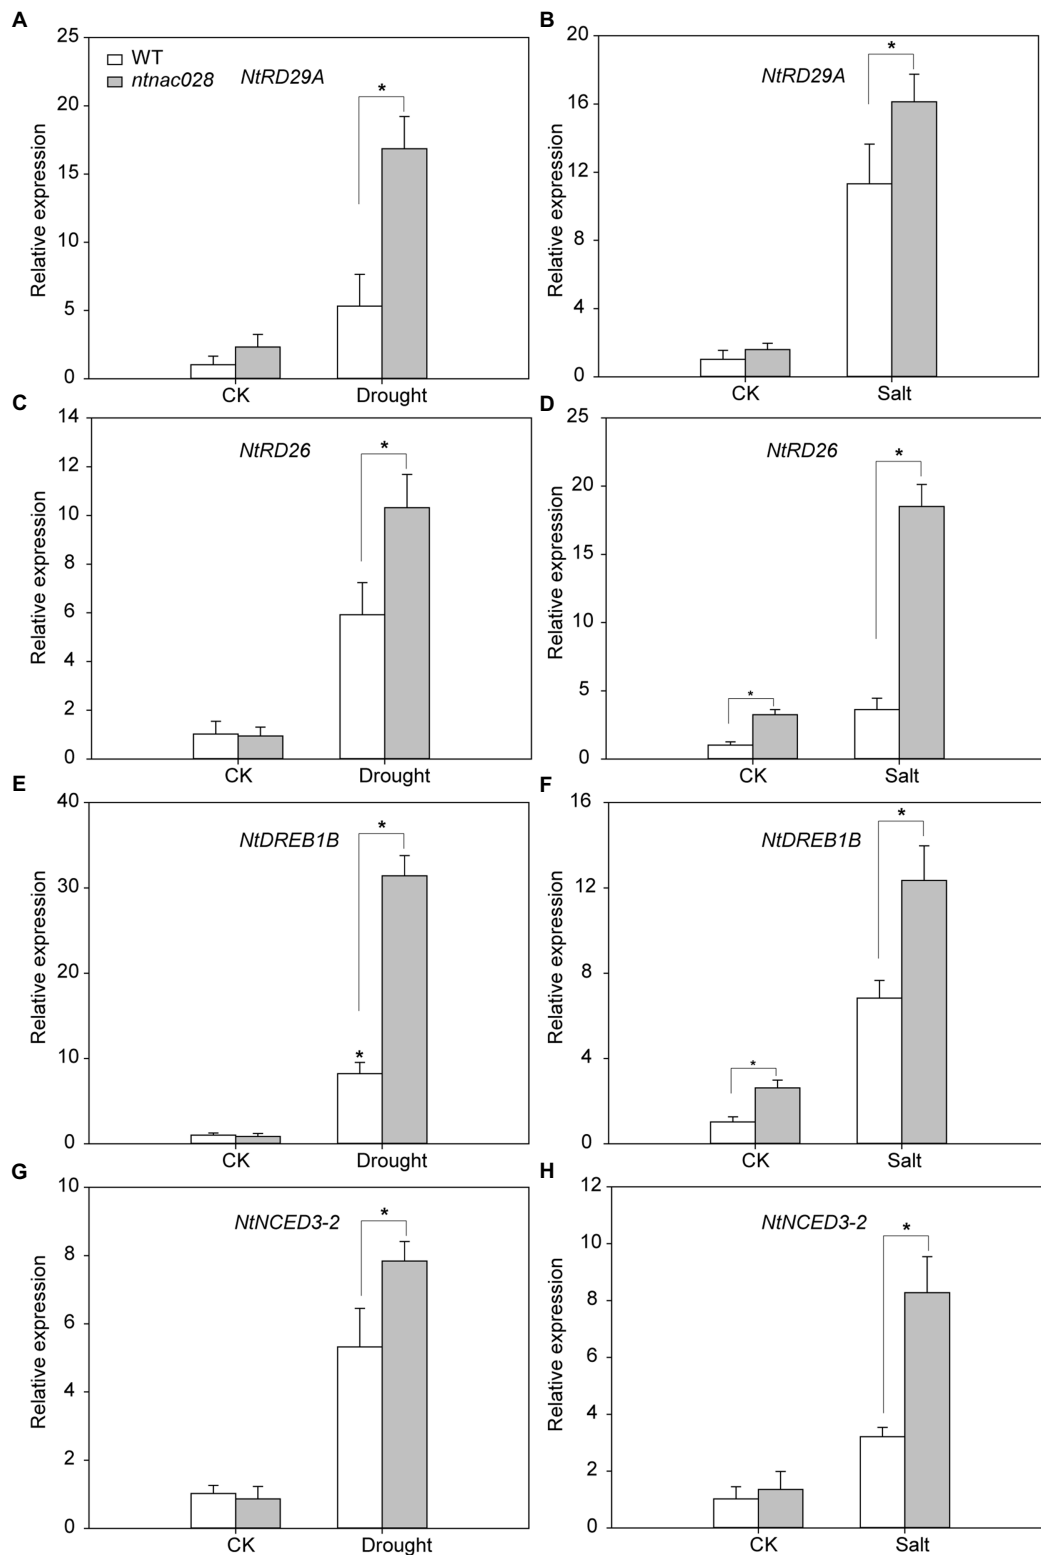 A
25
20
15
10
5
0
Relative expression
WT
ntnac028
NtRD29A
*
CK
Drought
B
20
16
12
8
4
0
Relative expression
NtRD29A
*
CK
Salt
C
14
12
10
8
6
4
2
0
Relative expression
NtRD26
*
CK
Drought
D
25
20
15
10
5
0
Relative expression
NtRD26
*
*
CK
Salt
E
40
30
20
10
0
Relative expression
NtDREB1B
*
*
CK
Drought
F
16
12
8
4
0
Relative expression
NtDREB1B
*
*
CK
Salt
G
10
8
6
4
2
0
Relative expression
NtNCED3-2
*
CK
Drought
H
12
10
8
6
4
2
0
Relative expression
NtNCED3-2
*
CK
Salt